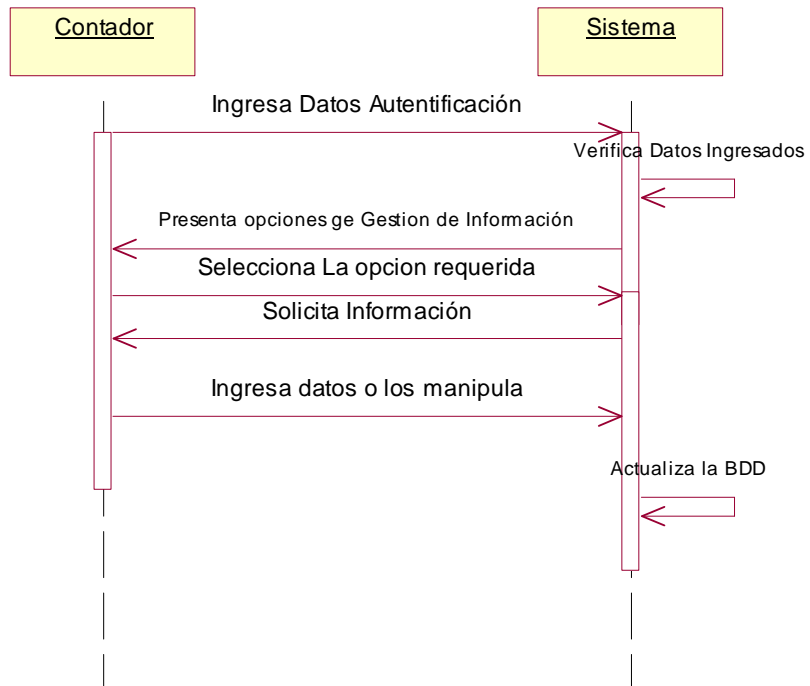 Contador
Sistema
Ingresa Datos Autentificación
Verifica Datos Ingresados
Presenta opciones ge Gestion de Información
Selecciona La opcion requerida
Solicita Información
Ingresa datos o los manipula
Actualiza la BDD